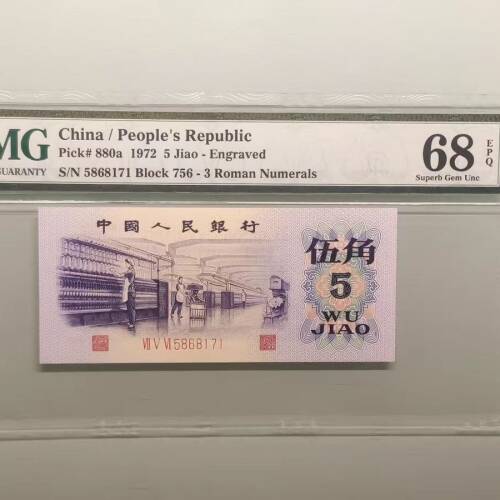 MG
GUARANTY
China / People's Republic
Pick# 880a 1972 5 Jiao - Engraved
S/N 5868171 Block 756 - 3 Roman Numerals
68
EPQ
Superb Gem Unc
中國人民銀行
伍角
5
WU
JIAO
Ⅶ Ⅴ Ⅵ 5868171